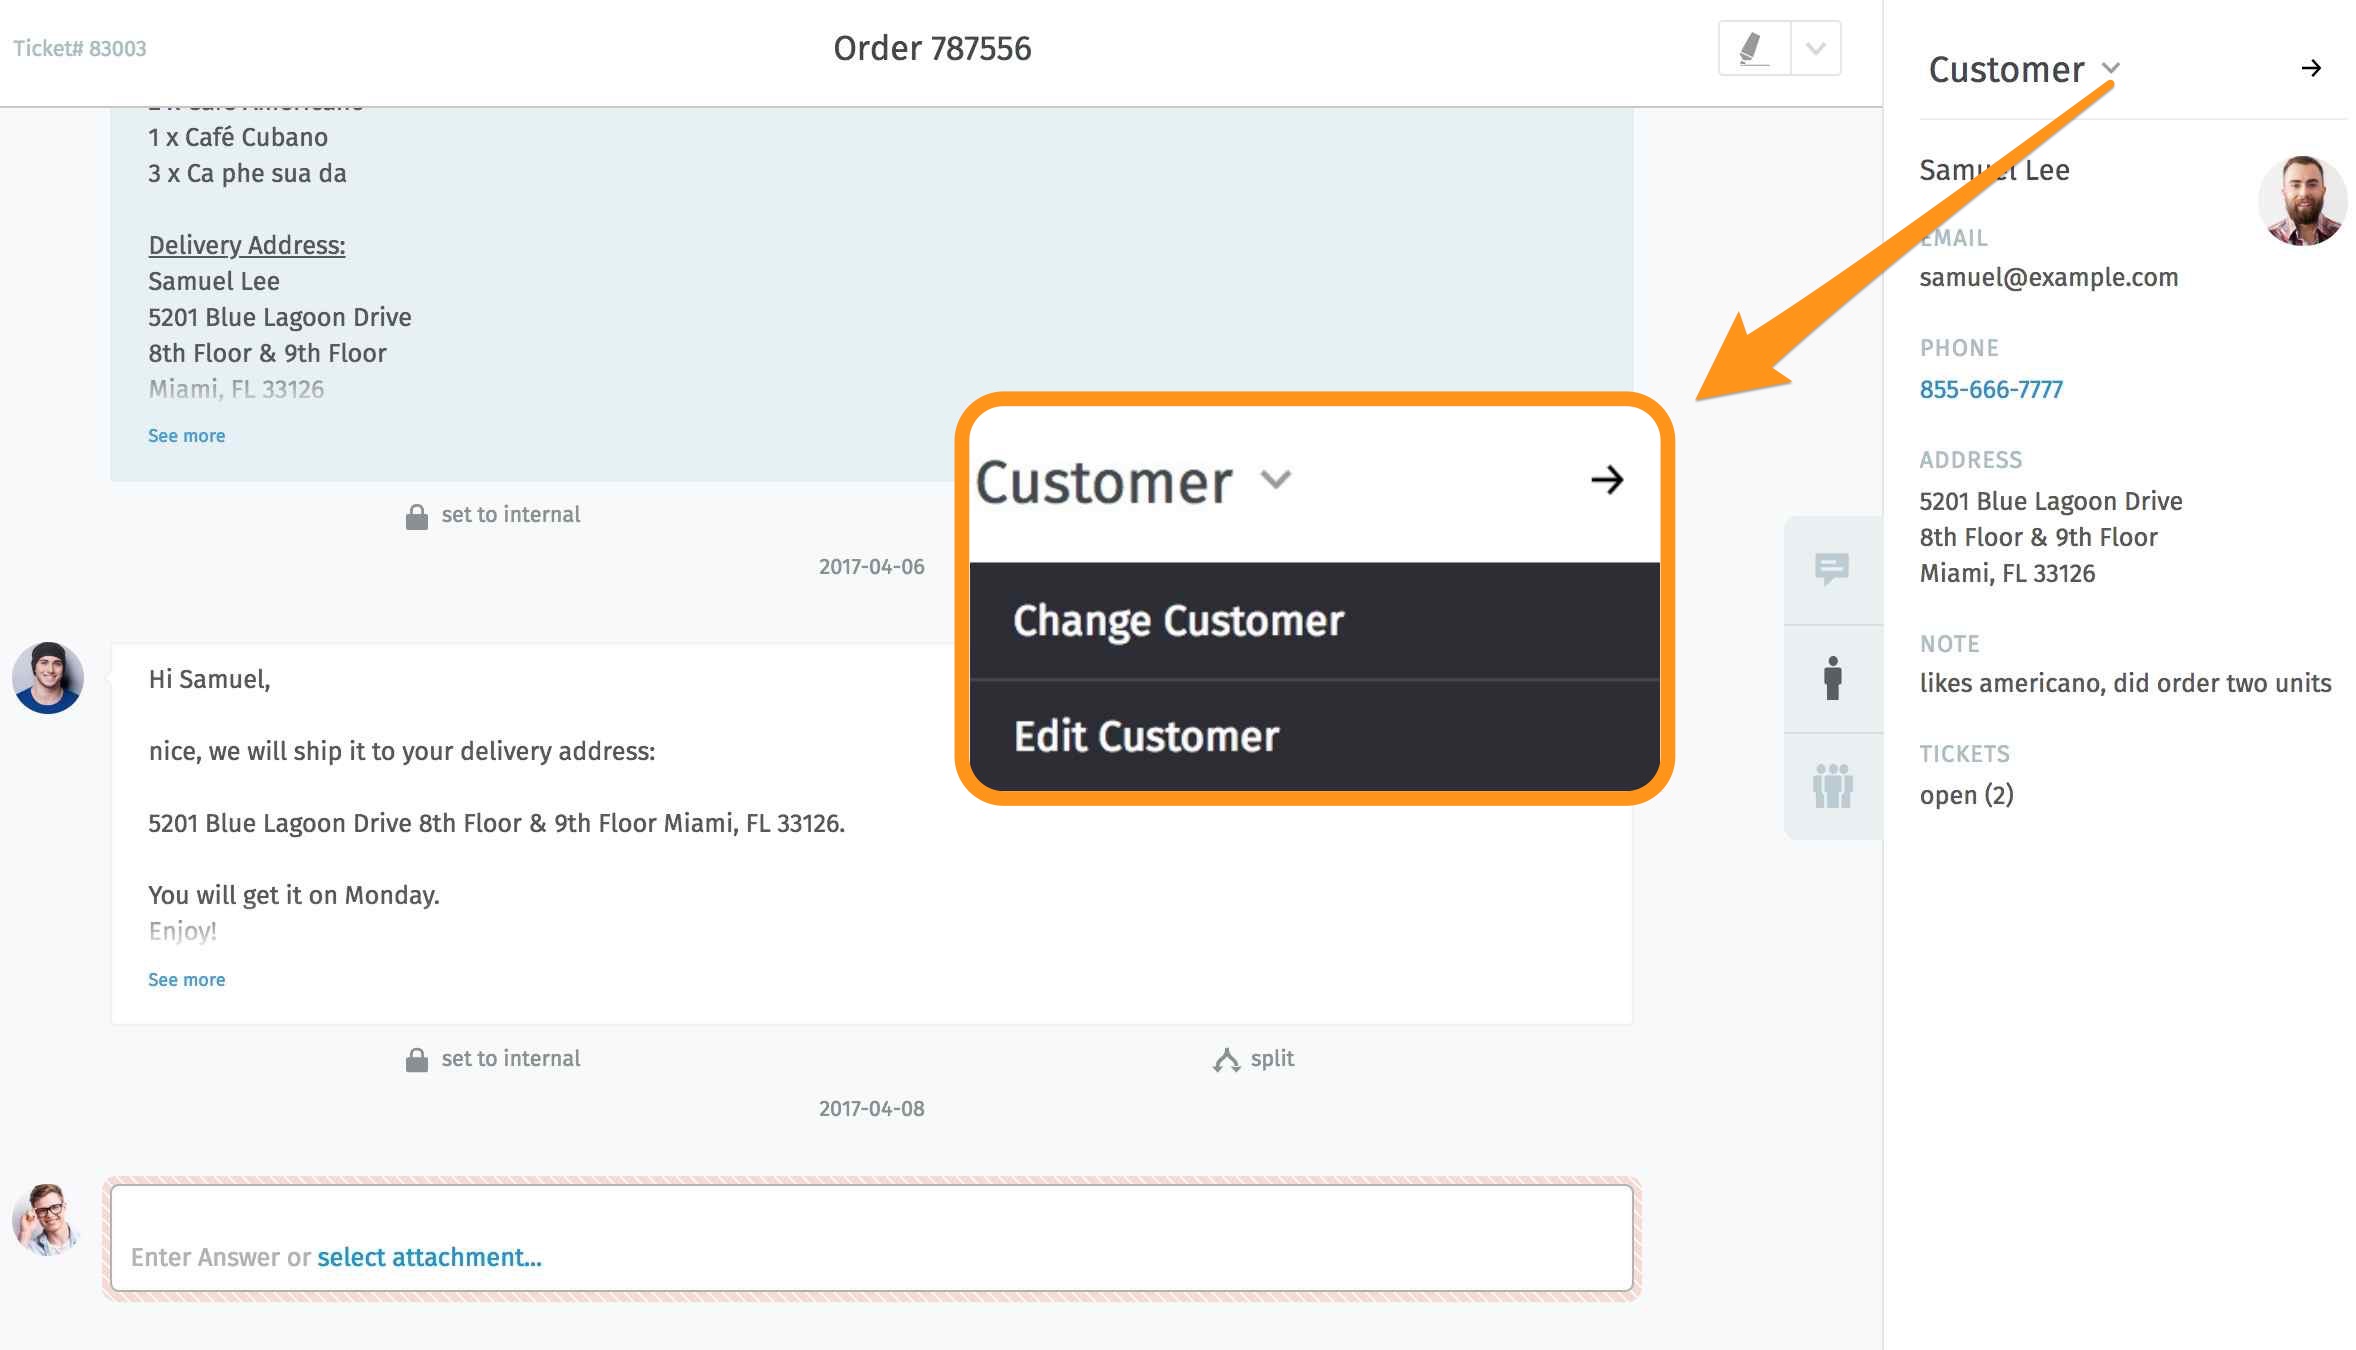 Ticket# 83003
Order 787556
1 x Café Cubano
3 x Ca phe sua da
Delivery Address:
Samuel Lee
5201 Blue Lagoon Drive
8th Floor & 9th Floor
Miami, FL 33126
See more
set to internal
2017-04-06
Hi Samuel,
nice, we will ship it to your delivery address:
5201 Blue Lagoon Drive 8th Floor & 9th Floor Miami, FL 33126.
You will get it on Monday.
Enjoy!
See more
set to internal
split
2017-04-08
Enter Answer or select attachment...
Customer
Change Customer
Edit Customer
Customer
Samuel Lee
EMAIL
samuel@example.com
PHONE
855-666-7777
ADDRESS
5201 Blue Lagoon Drive
8th Floor & 9th Floor
Miami, FL 33126
NOTE
likes americano, did order two units
TICKETS
open (2)